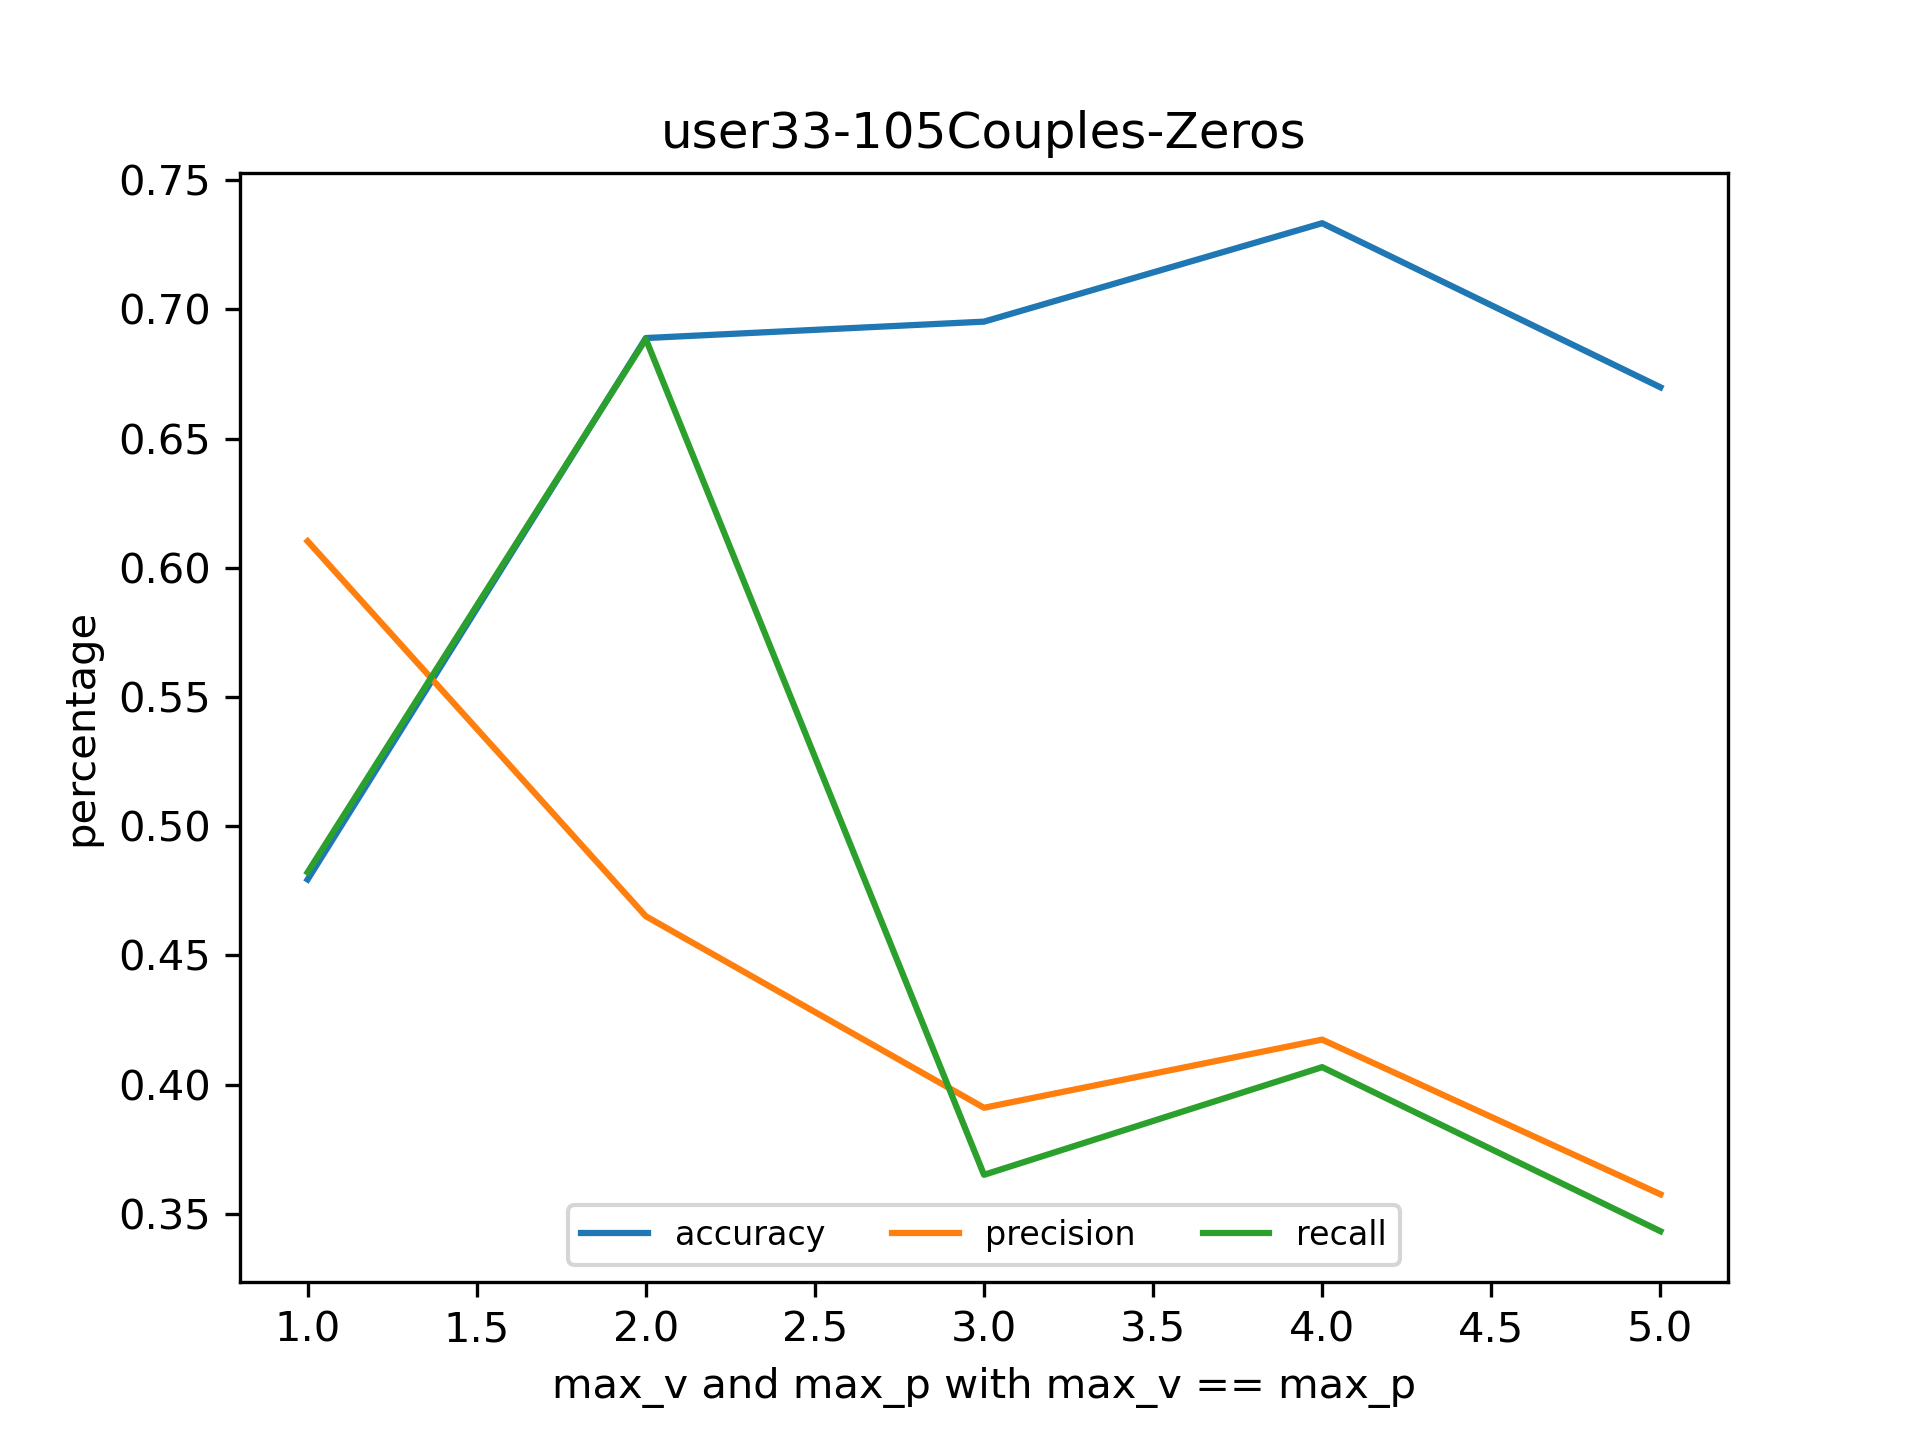 user33-105Couples-Zeros
0.75
0.70
0.65
0.60
0.55
0.50
0.45
0.40
0.35
percentage
accuracy precision recall
1.0 1.5 2.0 2.5 3.0 3.5 4.0 4.5 5.0
max_v and max_p with max_v == max_p